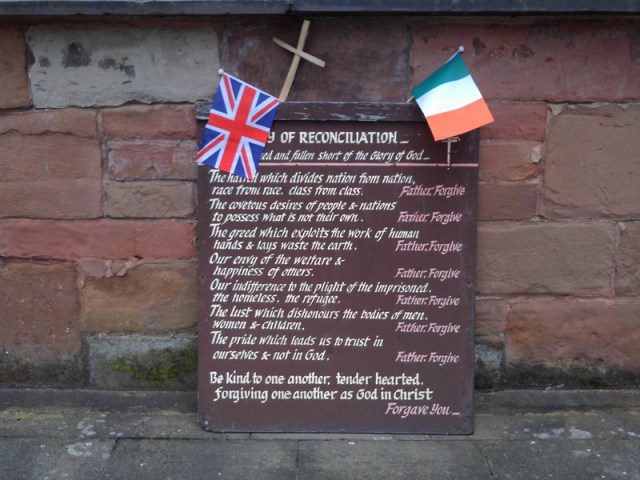 Y OF RECONCILIATION
ed and fallen short of the Glory of God
The which divides nation from nation,
race from race, class from class. Father, Forgive
The covetous desires of people & nations
to possess what is not their own. Father, Forgive
The greed which exploits the work of human
hands & lays waste the earth. Father, Forgive
Our envy of the welfare &
happiness of others. Father, Forgive
Our indifference to the plight of the imprisoned,
the homeless, the refugee. Father, Forgive
The lust which dishonours the bodies of men,
women & children. Father, Forgive
The pride which leads us to trust in
ourselves & not in God. Father, Forgive
Be kind to one another, tender hearted,
forgiving one another as God in Christ
Forgave You